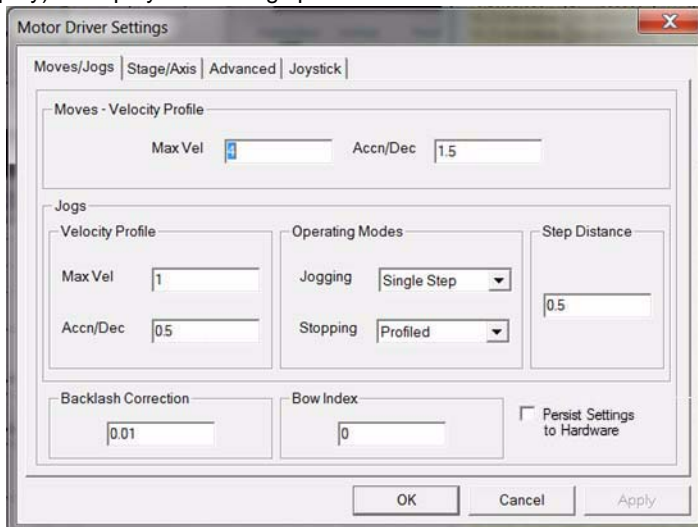 Motor Driver Settings
Moves/Jogs Stage/Axis Advanced Joystick
Moves - Velocity Profile
Max Vel 4 Accn/Dec 1.5
Jogs
Velocity Profile Operating Modes Step Distance
Max Vel 1 Jogging Single Step
0.5
Accn/Dec 0.5 Stopping Profiled
Backlash Correction Bow Index
Persist Settings
to Hardware
0.01 0
OK Cancel Apply